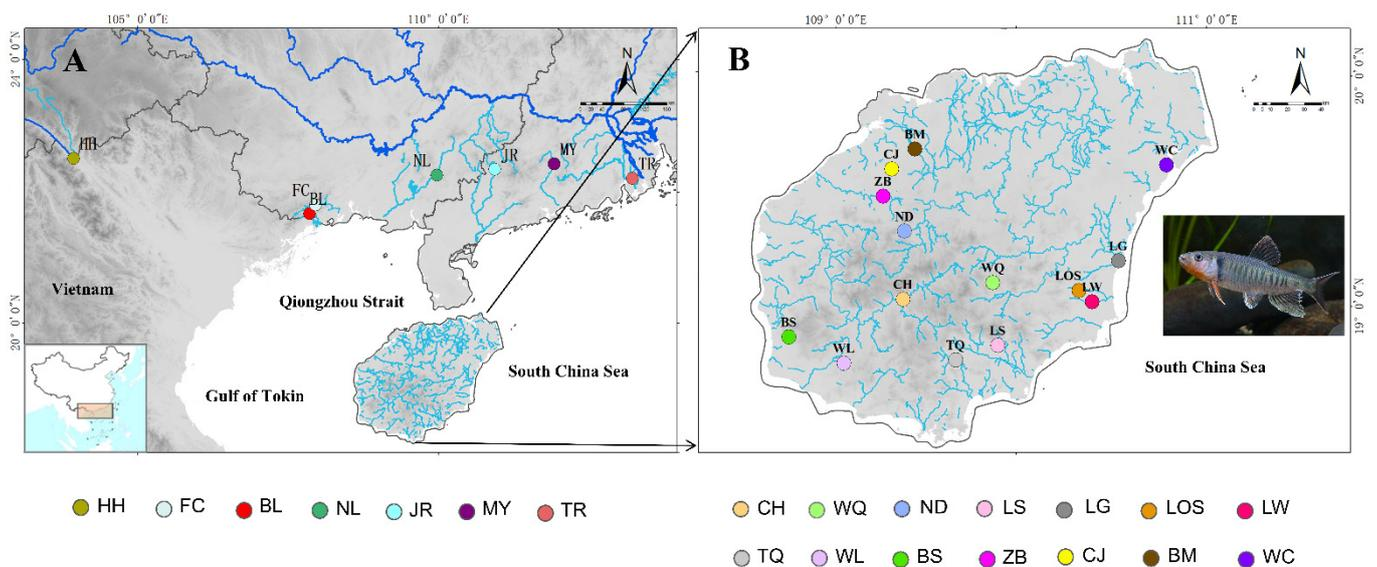 105° 0′0″E 110° 0′0″E 109° 0′0″E 111° 0′0″E
A
B
N
N
24° 0′0″N
20° 0′0″N
HH
NL
JR
MY
TR
FC
BL
Vietnam
Qiongzhou Strait
Gulf of Tokin
South China Sea
20° 0′0″N
19° 0′0″N
BM
CJ
ZB
ND
WC
LG
WQ
LOS
LW
CH
BS
WL
TQ
LS
South China Sea
HH FC BL NL JR MY TR
CH WQ ND LS LG LOS LW
TQ WL BS ZB CJ BM WC